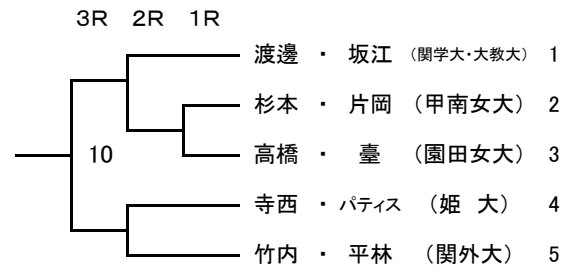 3R 2R 1R
渡邊 ・ 坂江 (関学大・大教大) 1
杉本 ・ 片岡 (甲南女大) 2
10 高橋 ・ 臺 (園田女大) 3
寺西 ・ パティス (姫 大) 4
竹内 ・ 平林 (関外大) 5